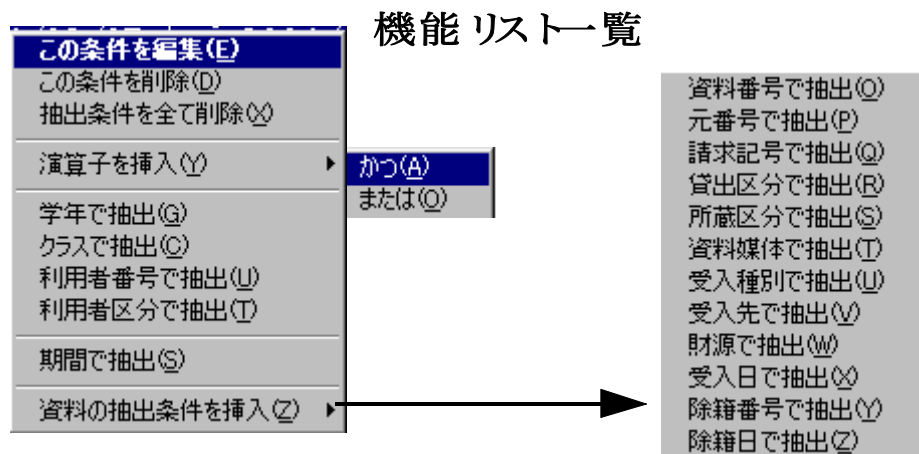 機能リスト一覧
この条件を編集(E)
この条件を削除(D)
抽出条件を全て削除(X)
演算子を挿入(Y)
かつ(A)
または(O)
学年で抽出(G)
クラスで抽出(C)
利用者番号で抽出(U)
利用者区分で抽出(T)
期間で抽出(S)
資料の抽出条件を挿入(Z)
資料番号で抽出(O)
元番号で抽出(P)
請求記号で抽出(Q)
貸出区分で抽出(R)
所蔵区分で抽出(S)
資料媒体で抽出(T)
受入種別で抽出(U)
受入先で抽出(V)
財源で抽出(W)
受入日で抽出(X)
除籍番号で抽出(Y)
除籍日で抽出(Z)